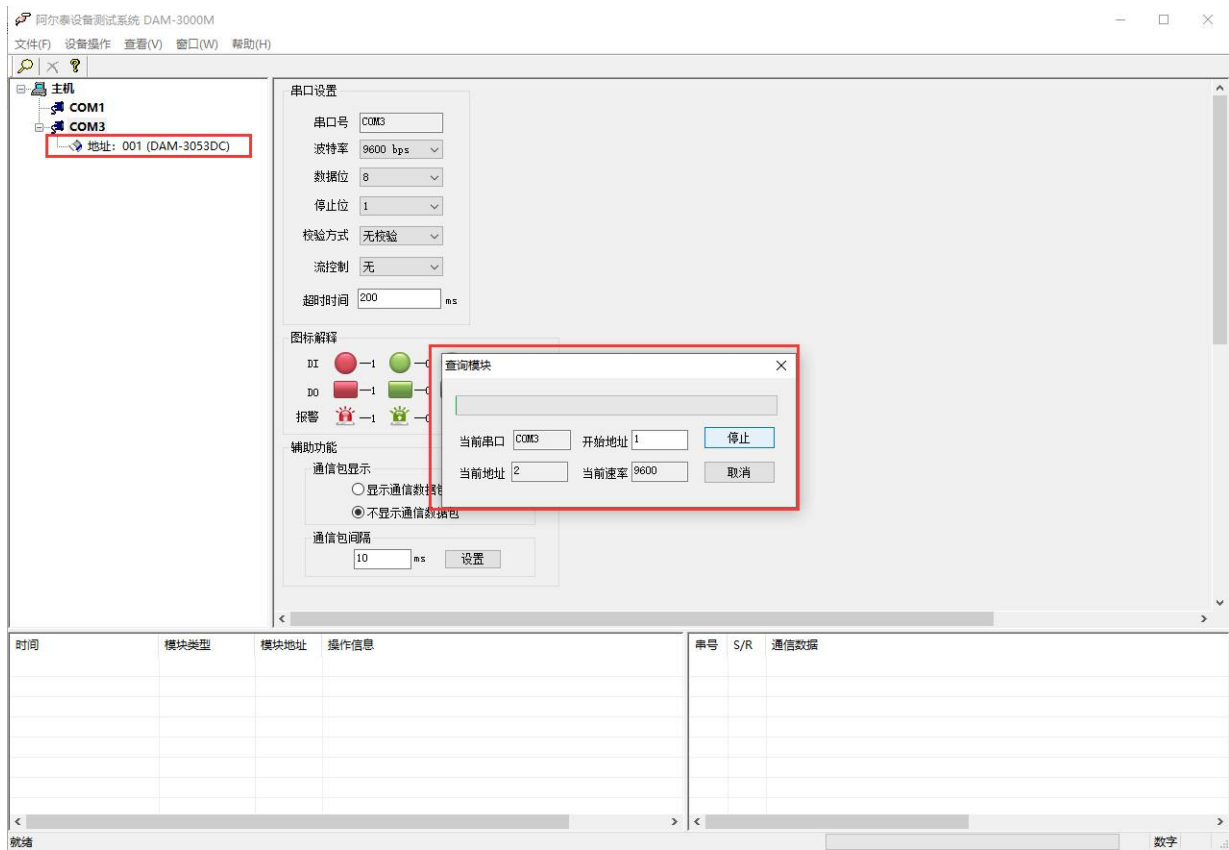 阿尔泰设备测试系统 DAM-3000M
文件(F) 设备操作 查看(V) 窗口(W) 帮助(H)
主机
COM1
COM3
地址：001 (DAM-3053DC)
串口设置
串口号 COM3
波特率 9600 bps
数据位 8
停止位 1
校验方式 无校验
流控制 无
超时时间 200 ms
图标解释
DI —1
DO —1
报警 —1
辅助功能
通信包显示
显示通信数据
不显示通信数据包
通信包间隔
10 ms 设置
查询模块
当前串口 COM3 开始地址 1 停止
当前地址 2 当前速率 9600 取消
时间 模块类型 模块地址 操作信息
串号 S/R 通信数据
就绪 数字